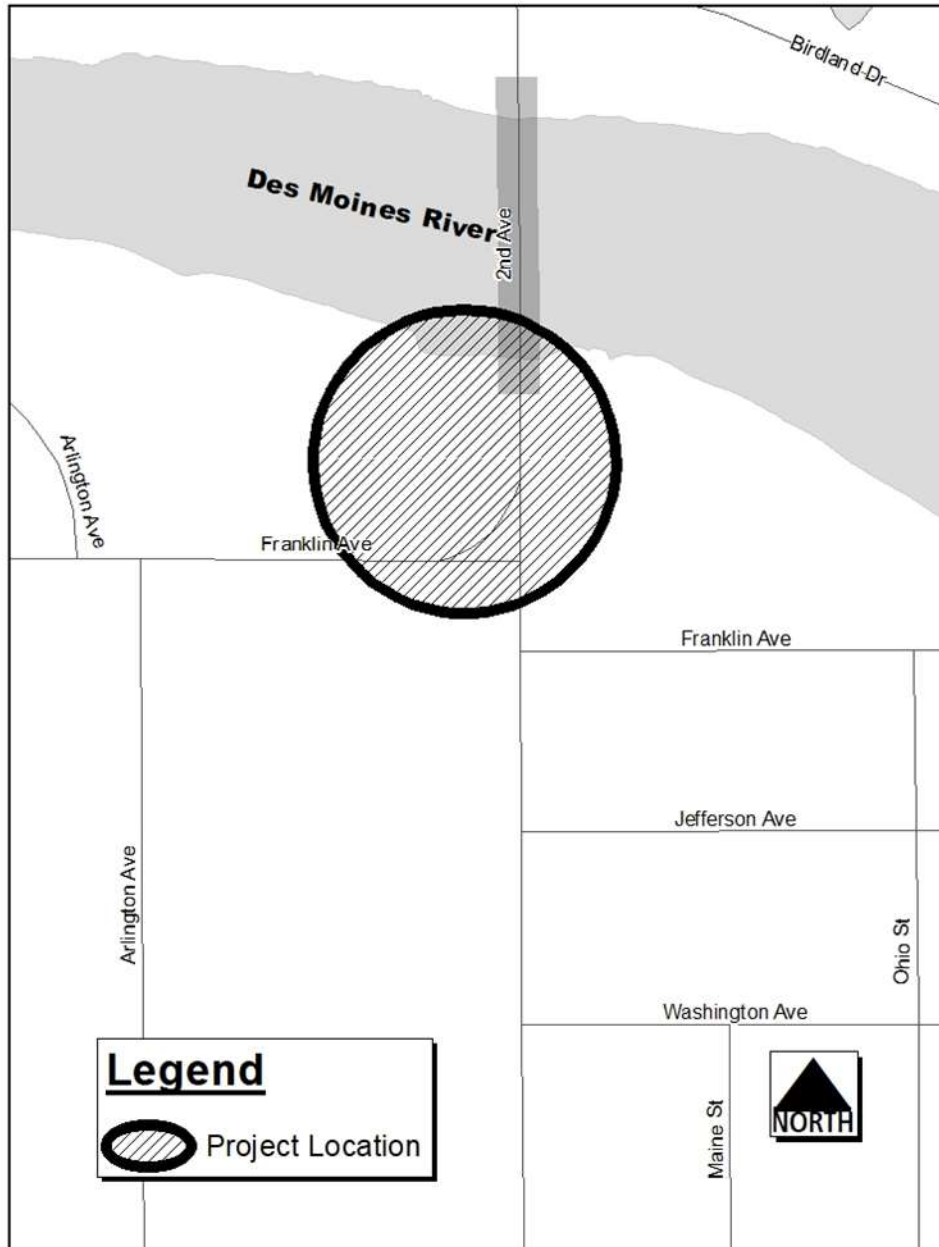 Birdland Dr
Des Moines River
2nd Ave
Arlington Ave
Franklin Ave
Franklin Ave
Jefferson Ave
Arlington Ave
Ohio St
Washington Ave
Legend
Project Location
Maine St
NORTH